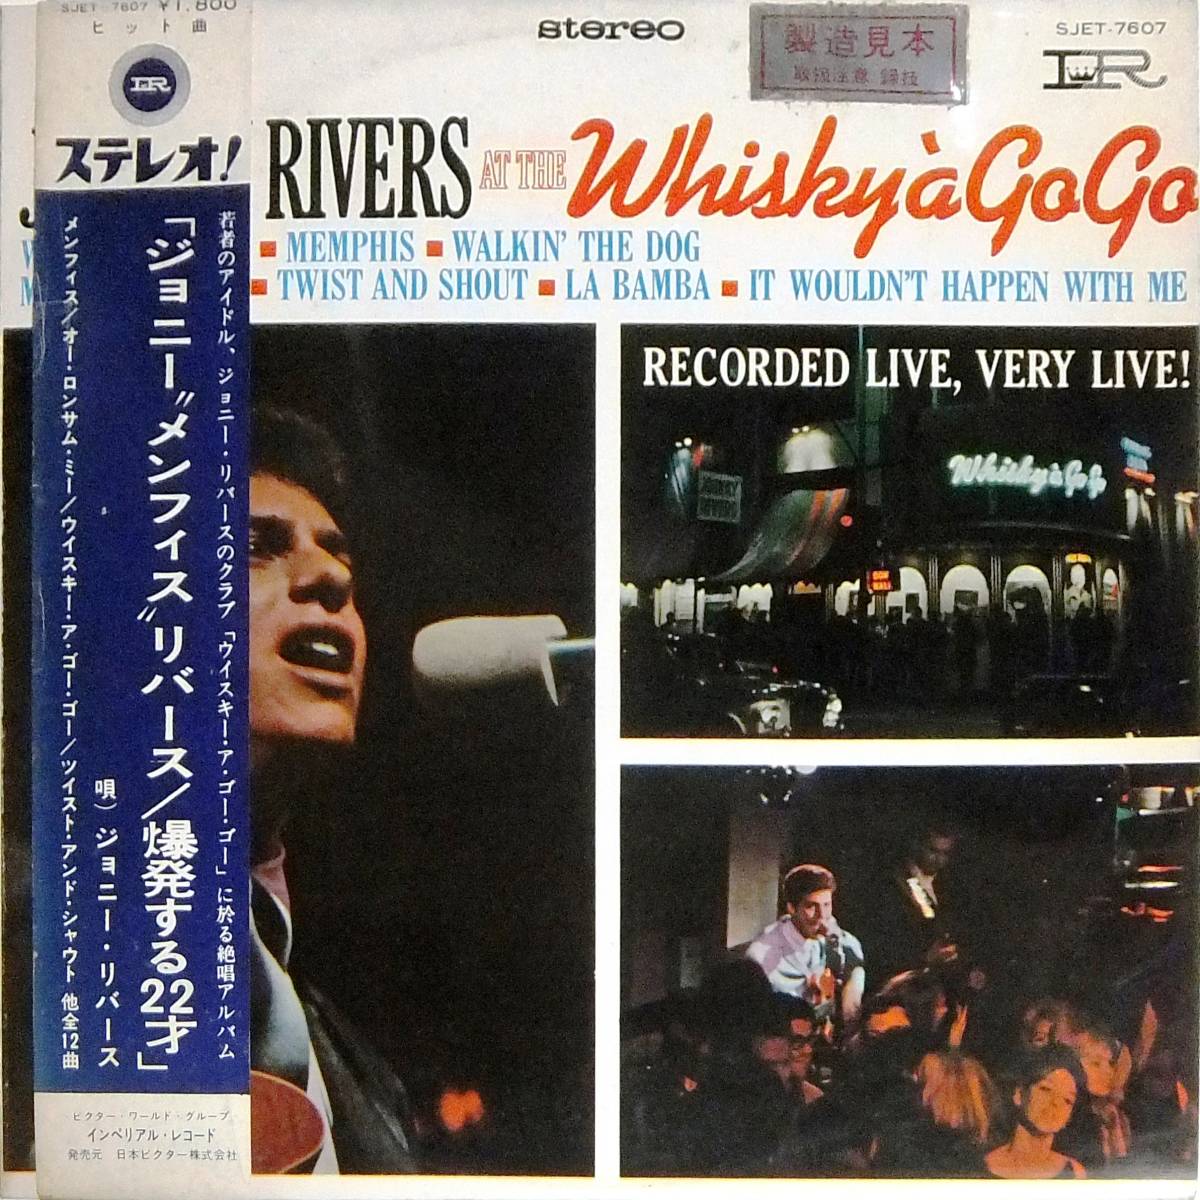 SJET-7607 ¥1,800
ヒット曲
LR
ステレオ!
若者のアイドル、ジョニー・リバースのクラブ「ウイスキー・ア・ゴー・ゴー」に於る絶唱アルバム
「ジョニー"メンフィス"リバース/爆発する22才」
唄) ジョニー・リバース
メンフィス/オー・ロンサム・ミー/ウイスキー・ア・ゴー・ゴー/ツイスト・アンド・シャウト 他全12曲
ビクター・ワールド・グループ
インペリアル・レコード
発売元 日本ビクター株式会社
stereo
製造見本
取扱注意
SJET-7607
RIVERS AT THE Whisky à GoGo
■ MEMPHIS ■ WALKIN' THE DOG
■ TWIST AND SHOUT ■ LA BAMBA ■ IT WOULDN'T HAPPEN WITH ME
RECORDED LIVE, VERY LIVE!
JOHNNY
RIVERS
Whisky à Go Go